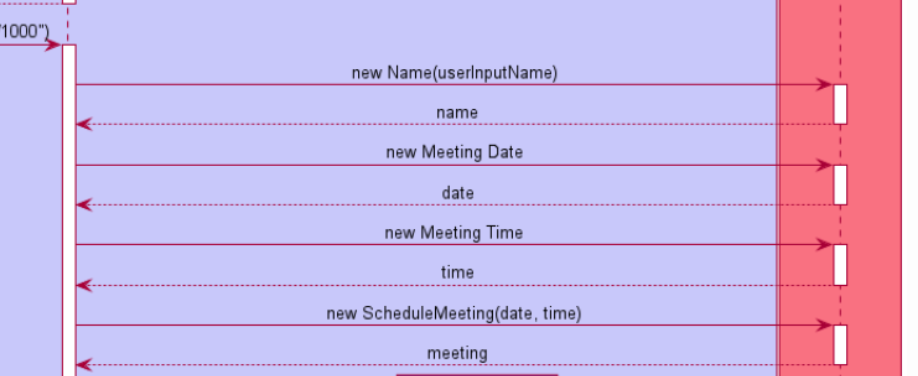 1000")
new Name(userInputName)
name
new Meeting Date
date
new Meeting Time
time
new ScheduleMeeting(date, time)
meeting